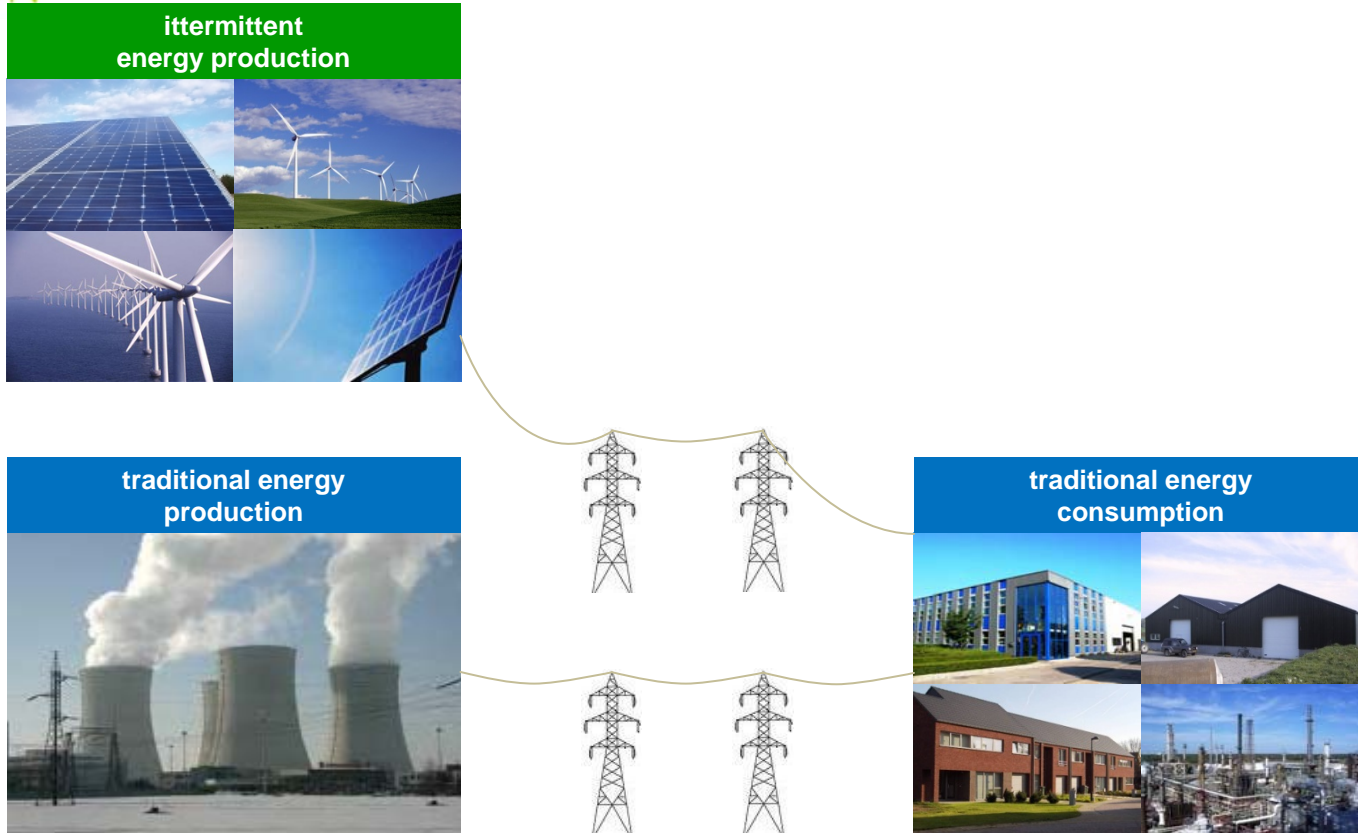 ittermittent
energy production
traditional energy
production
traditional energy
consumption